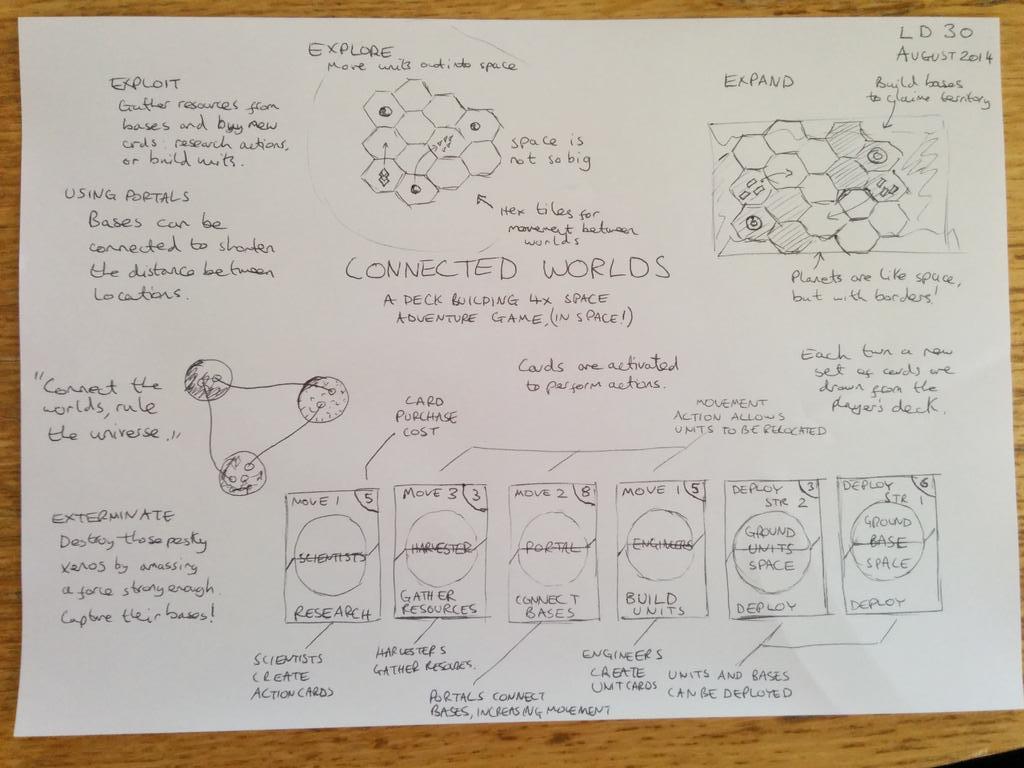 LD 30
AUGUST 2014
EXPLORE
Move units out into space
EXPLOIT
Gather resources from
bases and buy new
cards: research actions,
or build units.
USING PORTALS
Bases can be
connected to shorten
the distance between
locations.
space is
not so big
Hex tiles for
movement between
worlds
EXPAND
Build bases
to claime territory
Planets are like space,
but with borders!
CONNECTED WORLDS
A DECK BUILDING 4X SPACE
ADVENTURE GAME, (IN SPACE!)
"Connect the
worlds, rule
the universe."
Cards are activated
to perform actions.
Each turn a new
set of cards are
drawn from the
player's deck.
CARD
PURCHASE
COST
MOVEMENT
ACTION ALLOWS
UNITS TO BE RELOCATED
EXTERMINATE
Destroy those pesky
xenos by amassing
a force strong enough.
Capture their bases!
MOVE 1 5
SCIENTISTS
RESEARCH
MOVE 3 3
HARVESTER
GATHER
RESOURCES
MOVE 2 8
PORTAL
CONNECT
BASES
MOVE 1 5
ENGINEERS
BUILD
UNITS
DEPLOY 3
STR 2
GROUND
UNITS
SPACE
DEPLOY
DEPLOY 6
STR 1
GROUND
BASE
SPACE
DEPLOY
SCIENTISTS
CREATE
ACTION CARDS
HARVESTERS
GATHER RESOURES.
PORTALS CONNECT
BASES, INCREASING MOVEMENT
ENGINEERS
CREATE
UNIT CARDS
UNITS AND BASES
CAN BE DEPLOYED